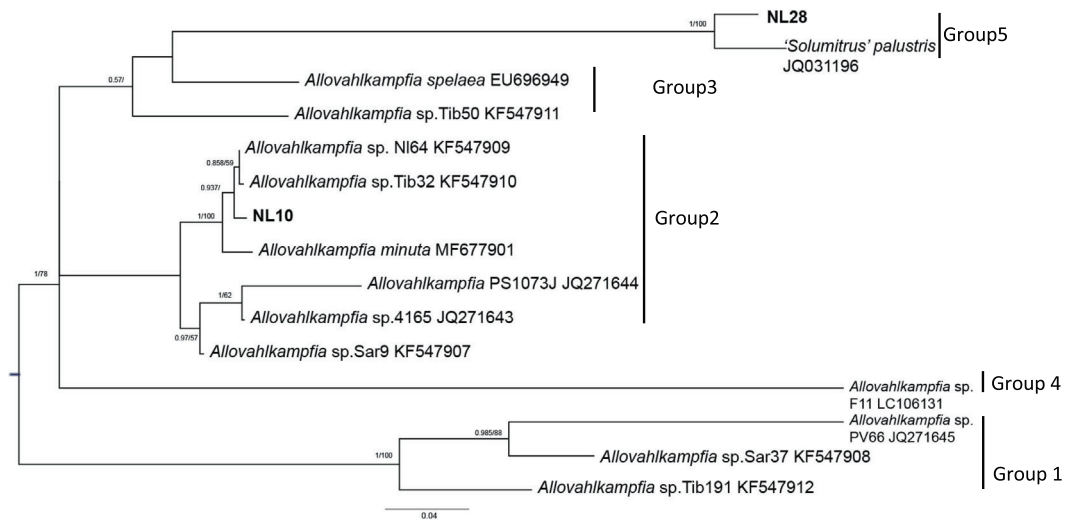 1/100
NL28
'Solumitrus' palustris
JQ031196
Group5
0.57/
Allovahlkampfia spelaea EU696949
Group3
Allovahlkampfia sp.Tib50 KF547911
Allovahlkampfia sp. Nl64 KF547909
0.858/59
Allovahlkampfia sp.Tib32 KF547910
0.937/
NL10
1/100
Group2
Allovahlkampfia minuta MF677901
1/78
Allovahlkampfia PS1073J JQ271644
1/62
Allovahlkampfia sp.4165 JQ271643
0.97/57
Allovahlkampfia sp.Sar9 KF547907
Allovahlkampfia sp.
F11 LC106131
Group 4
Allovahlkampfia sp.
PV66 JQ271645
0.985/88
1/100
Allovahlkampfia sp.Sar37 KF547908
Group 1
Allovahlkampfia sp.Tib191 KF547912
0.04